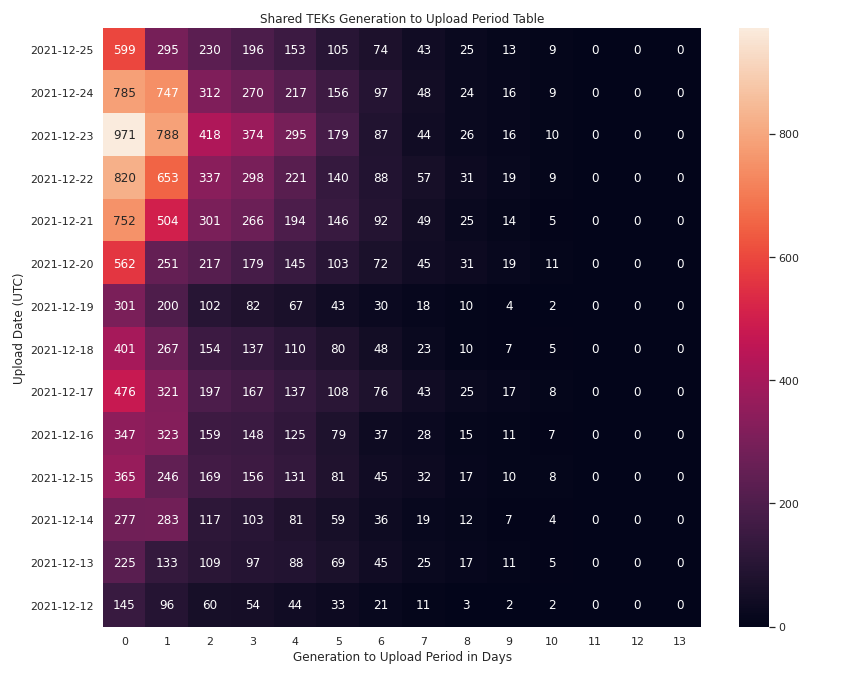 Shared TEKs Generation to Upload Period Table
Upload Date (UTC)
2021-12-25 599 295 230 196 153 105 74 43 25 13 9 0 0 0
2021-12-24 785 747 312 270 217 156 97 48 24 16 9 0 0 0
2021-12-23 971 788 418 374 295 179 87 44 26 16 10 0 0 0
2021-12-22 820 653 337 298 221 140 88 57 31 19 9 0 0 0
2021-12-21 752 504 301 266 194 146 92 49 25 14 5 0 0 0
2021-12-20 562 251 217 179 145 103 72 45 31 19 11 0 0 0
2021-12-19 301 200 102 82 67 43 30 18 10 4 2 0 0 0
2021-12-18 401 267 154 137 110 80 48 23 10 7 5 0 0 0
2021-12-17 476 321 197 167 137 108 76 43 25 17 8 0 0 0
2021-12-16 347 323 159 148 125 79 37 28 15 11 7 0 0 0
2021-12-15 365 246 169 156 131 81 45 32 17 10 8 0 0 0
2021-12-14 277 283 117 103 81 59 36 19 12 7 4 0 0 0
2021-12-13 225 133 109 97 88 69 45 25 17 11 5 0 0 0
2021-12-12 145 96 60 54 44 33 21 11 3 2 2 0 0 0
0 1 2 3 4 5 6 7 8 9 10 11 12 13
Generation to Upload Period in Days
800
600
400
200
0